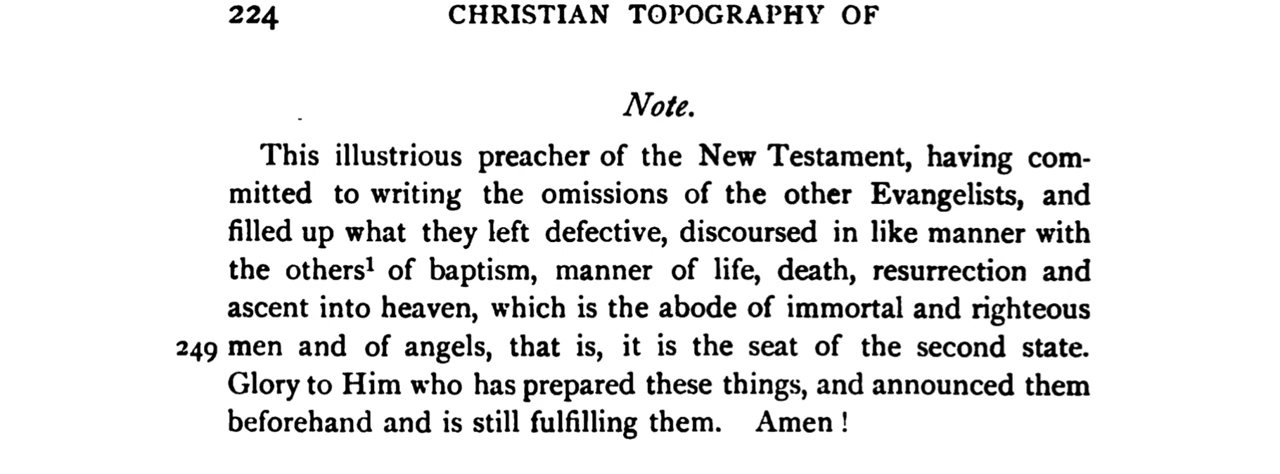 224 CHRISTIAN TOPOGRAPHY OF
Note.
This illustrious preacher of the New Testament, having com-
mitted to writing the omissions of the other Evangelists, and
filled up what they left defective, discoursed in like manner with
the others¹ of baptism, manner of life, death, resurrection and
ascent into heaven, which is the abode of immortal and righteous
249 men and of angels, that is, it is the seat of the second state.
Glory to Him who has prepared these things, and announced them
beforehand and is still fulfilling them. Amen !